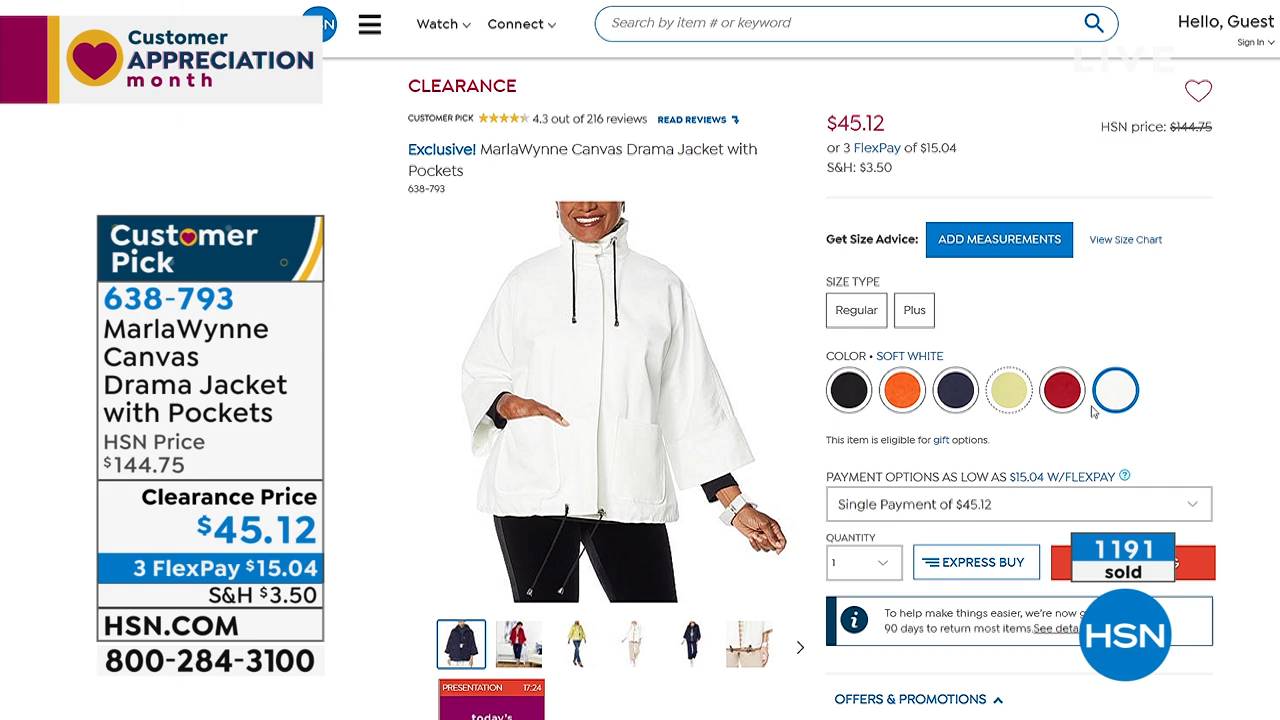 Customer
APPRECIATION
month
Watch
Connect
Search by item # or keyword
Hello, Guest
Sign In
LIVE
CLEARANCE
CUSTOMER PICK 4.3 out of 216 reviews READ REVIEWS
Exclusive! MarlaWynne Canvas Drama Jacket with
Pockets
638-793
$45.12
HSN price: $144.75
or 3 FlexPay of $15.04
S&H: $3.50
Get Size Advice: ADD MEASUREMENTS View Size Chart
SIZE TYPE
Regular Plus
COLOR • SOFT WHITE
This item is eligible for gift options.
PAYMENT OPTIONS AS LOW AS $15.04 W/FLEXPAY ?
Single Payment of $45.12
QUANTITY
1
EXPRESS BUY
1191
sold
To help make things easier, we're now
90 days to return most items.See
HSN
OFFERS & PROMOTIONS
PRESENTATION 17:24
today's
Customer
Pick
638-793
MarlaWynne
Canvas
Drama Jacket
with Pockets
HSN Price
$144.75
Clearance Price
$45.12
3 FlexPay $15.04
S&H $3.50
HSN.COM
800-284-3100